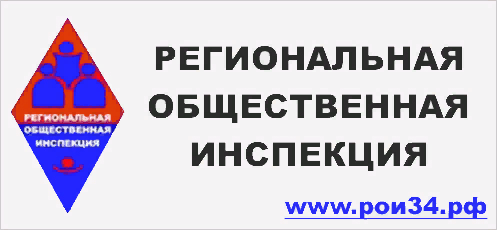 РЕГИОНАЛЬНАЯ
ОБЩЕСТВЕННАЯ
ИНСПЕКЦИЯ
РЕГИОНАЛЬНАЯ
ОБЩЕСТВЕННАЯ
ИНСПЕКЦИЯ
www.рои34.рф